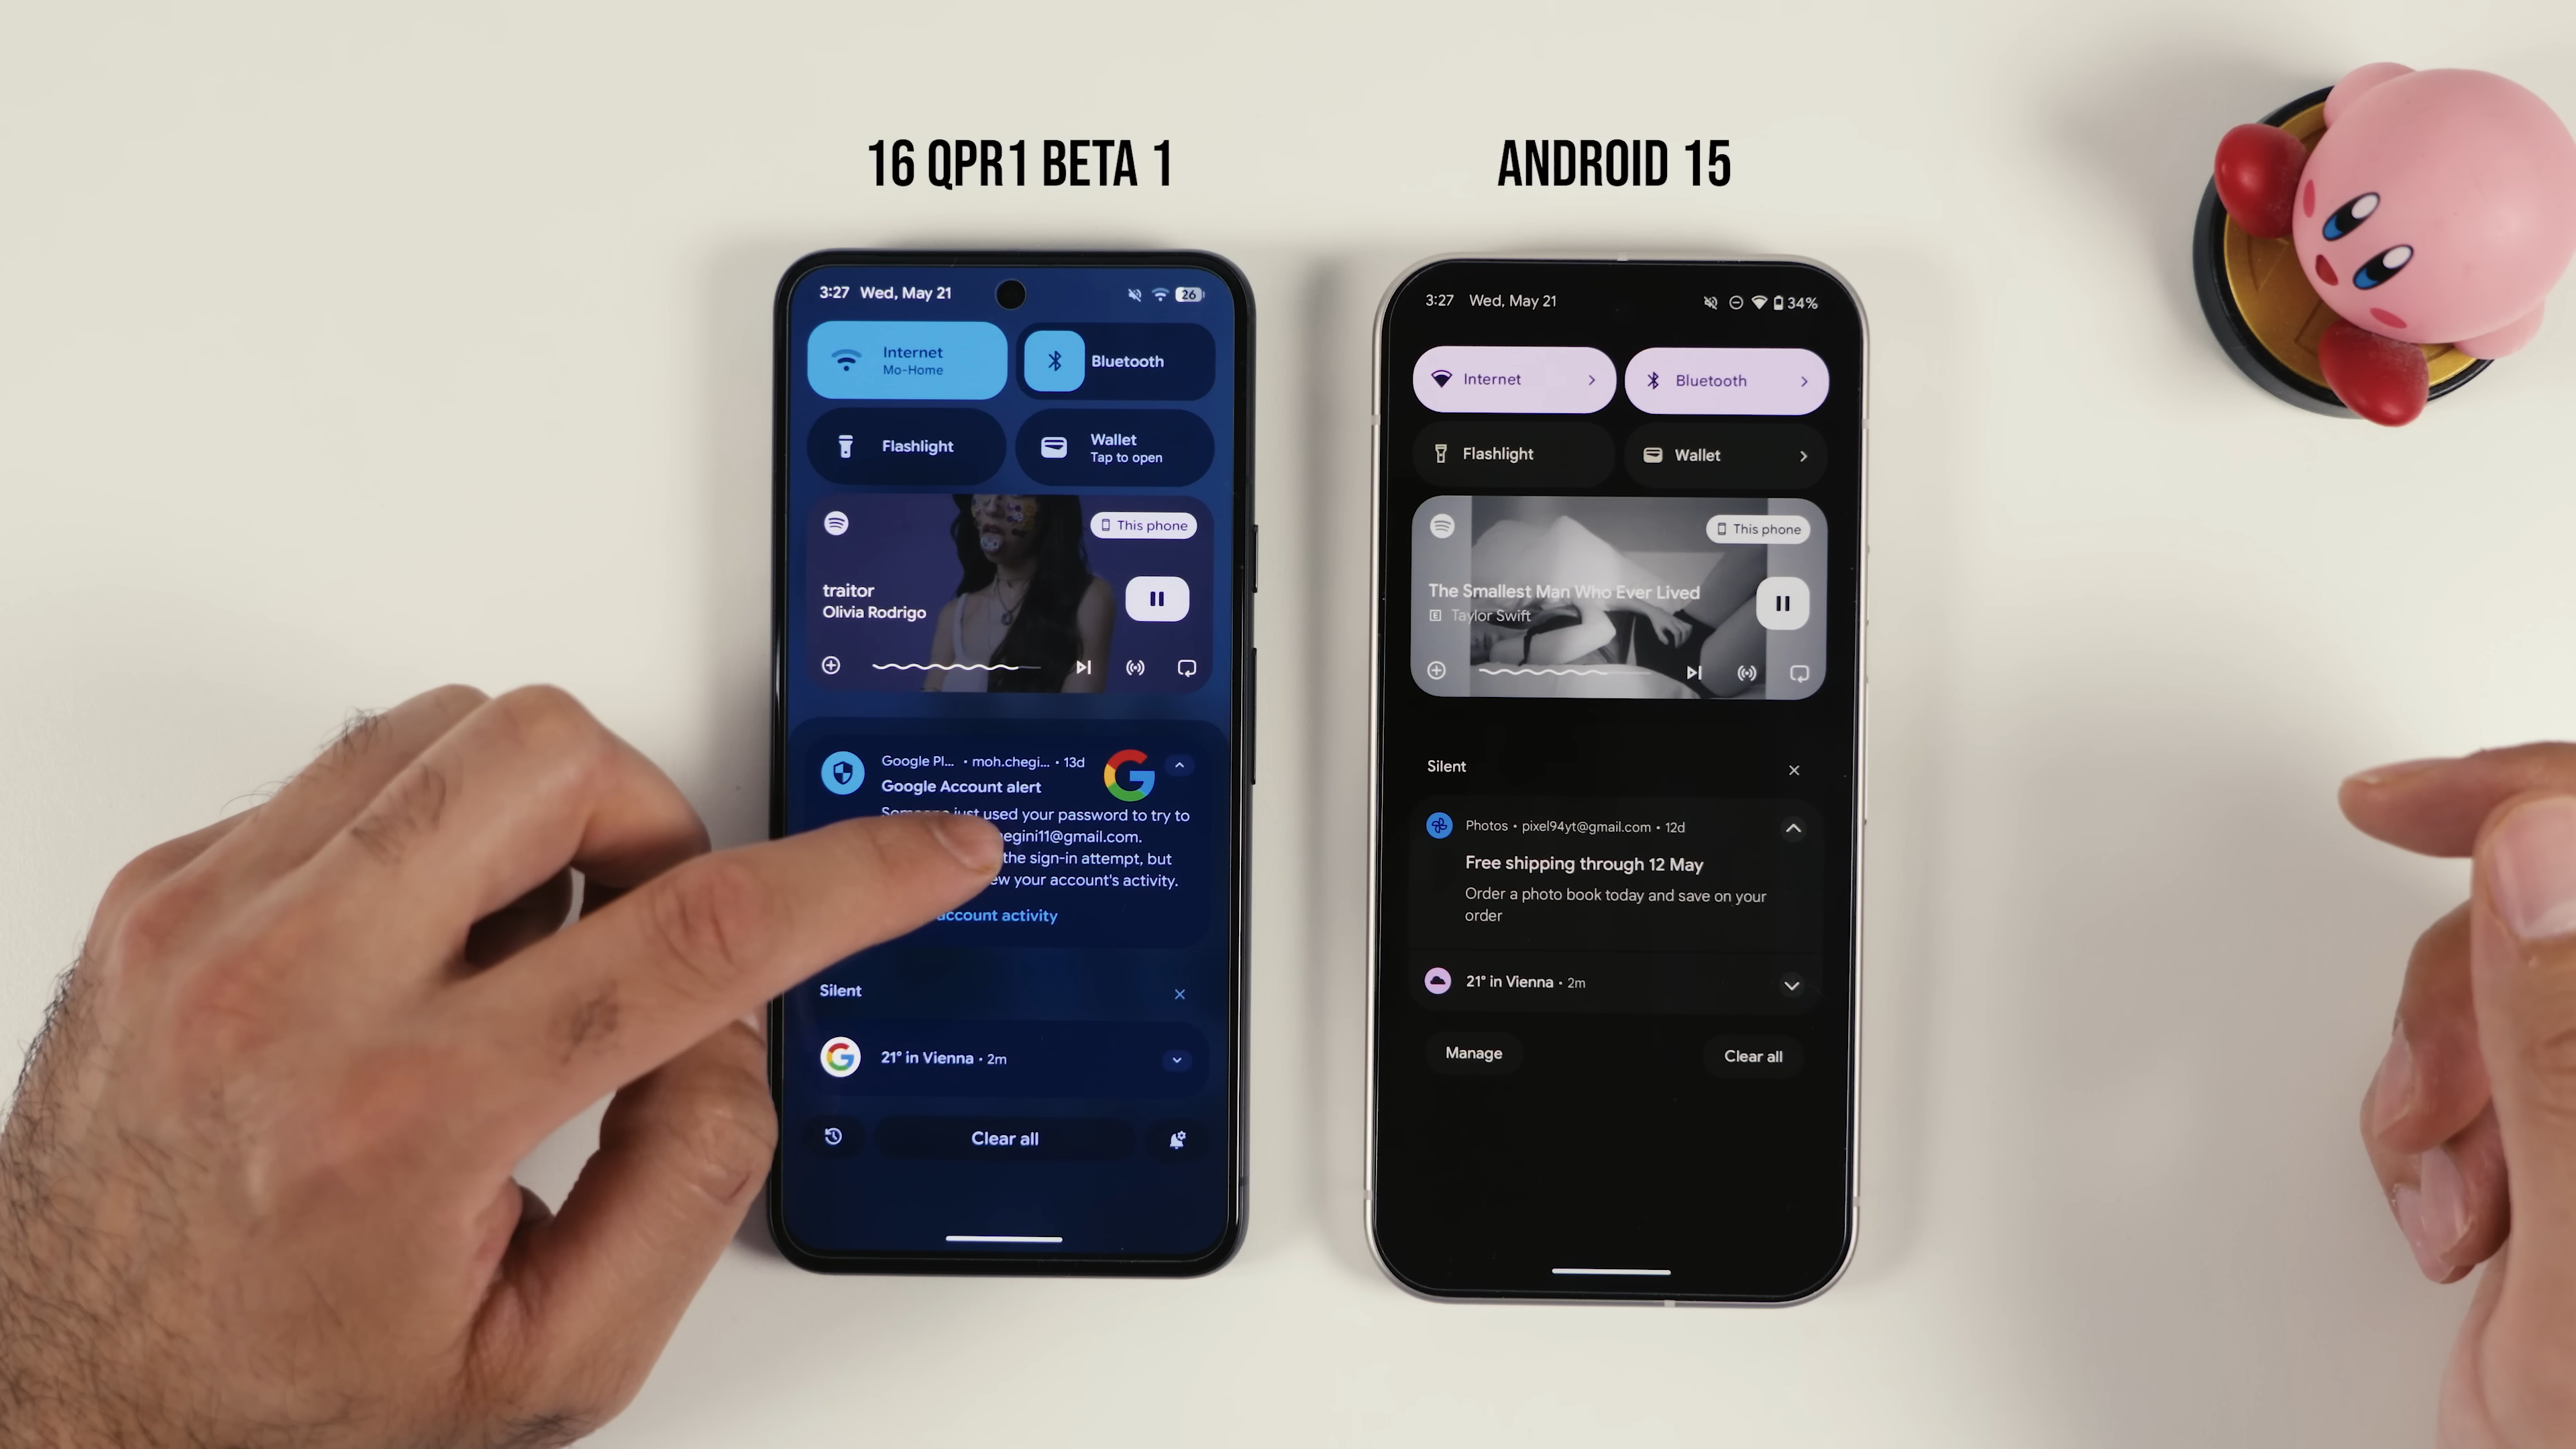 16 QPR1 BETA 1
ANDROID 15
3:27 Wed, May 21
26
Internet
Mo-Home
Bluetooth
Flashlight
Wallet
Tap to open
This phone
traitor
Olivia Rodrigo
Google Pl... • moh.chegi... • 13d
Google Account alert
just used your password to try to
egini11@gmail.com.
the sign-in attempt, but
your account's activity.
account activity
Silent
21° in Vienna • 2m
Clear all
3:27 Wed, May 21
34%
Internet
Bluetooth
Flashlight
Wallet
This phone
The Smallest Man Who Ever Lived
E Taylor Swift
Silent
Photos • pixel94yt@gmail.com • 12d
Free shipping through 12 May
Order a photo book today and save on your
order
21° in Vienna • 2m
Manage
Clear all